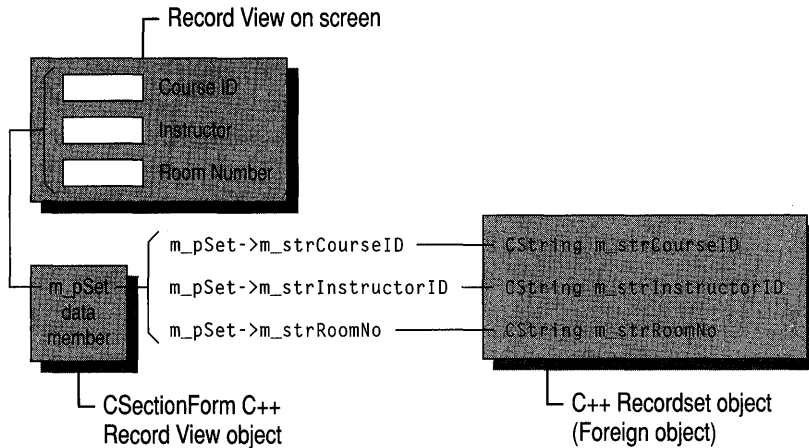 Record View on screen
Course ID
Instructor
Room Number
m_pSet->m_strCourseID
CString m_strCourseID
m_pSet
data
member
m_pSet->m_strInstructorID
CString m_strInstructorID
m_pSet->m_strRoomNo
CString m_strRoomNo
CSectionForm C++
Record View object
C++ Recordset object
(Foreign object)